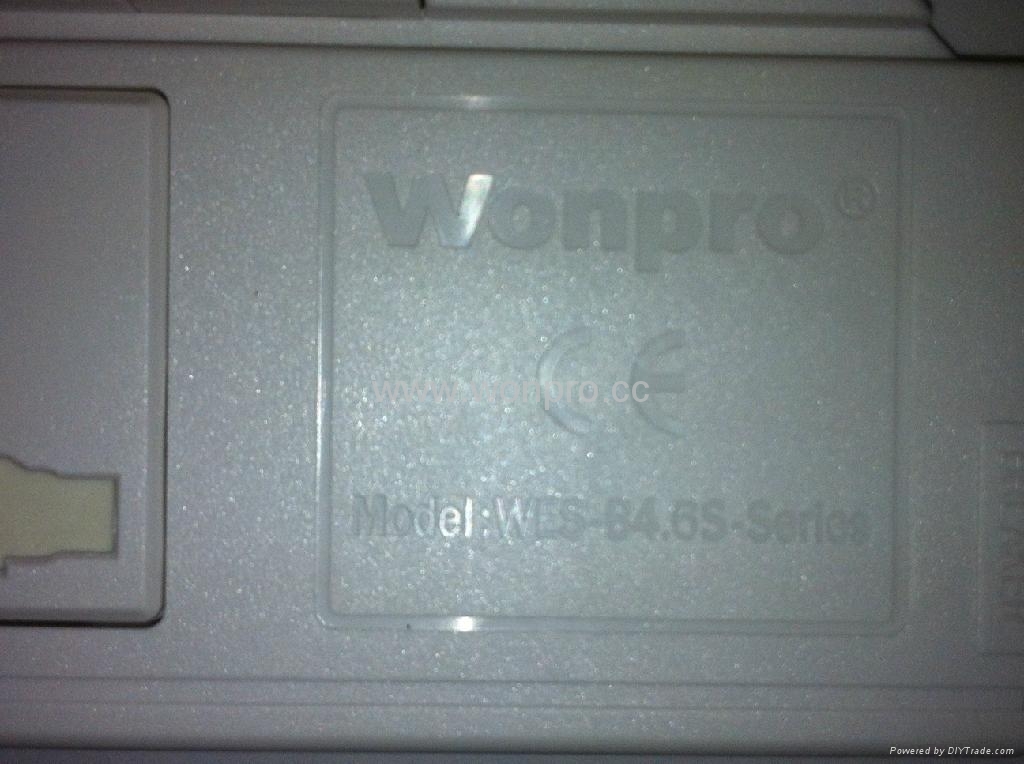 Wonpro®
CE
www.wonpro.cc
Model:WES-B4.6S-Series
Powered by DIYTrade.com